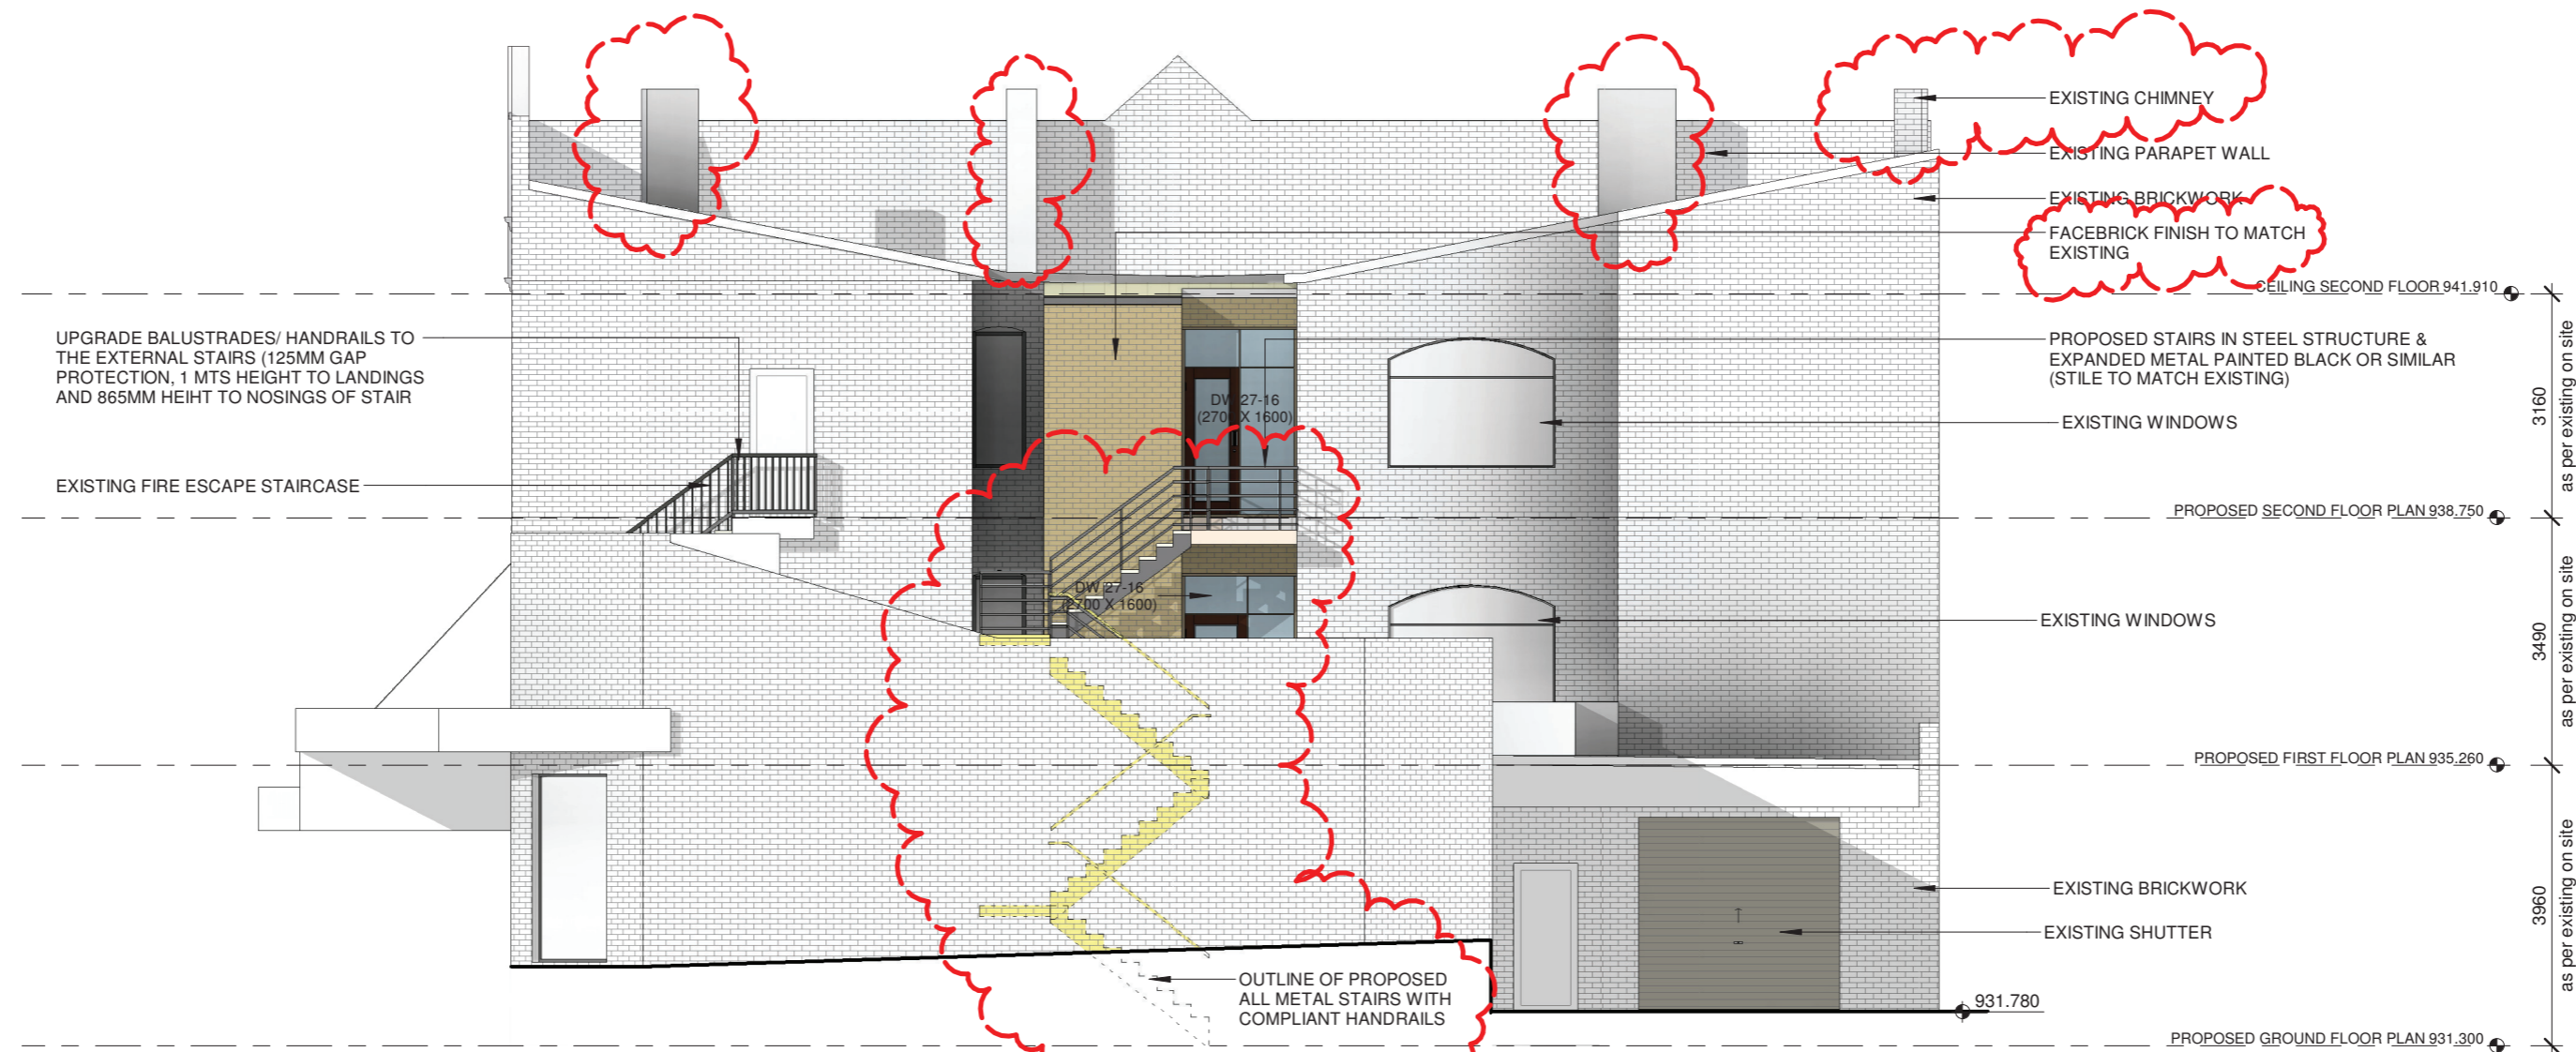 EXISTING CHIMNEY
EXISTING PARAPET WALL
EXISTING BRICKWORK
FACEBRICK FINISH TO MATCH
EXISTING
CEILING SECOND FLOOR 941.910
UPGRADE BALUSTRADES/ HANDRAILS TO
THE EXTERNAL STAIRS (125MM GAP
PROTECTION, 1 MTS HEIGHT TO LANDINGS
AND 865MM HEIHT TO NOSINGS OF STAIR
PROPOSED STAIRS IN STEEL STRUCTURE &
EXPANDED METAL PAINTED BLACK OR SIMILAR
(STILE TO MATCH EXISTING)
3160
as per existing on site
DW 27-16
(2700 X 1600)
EXISTING WINDOWS
EXISTING FIRE ESCAPE STAIRCASE
PROPOSED SECOND FLOOR PLAN 938.750
DW 27-16
(2700 X 1600)
EXISTING WINDOWS
3490
as per existing on site
PROPOSED FIRST FLOOR PLAN 935.260
EXISTING BRICKWORK
3960
as per existing on site
EXISTING SHUTTER
OUTLINE OF PROPOSED
ALL METAL STAIRS WITH
COMPLIANT HANDRAILS
931.780
PROPOSED GROUND FLOOR PLAN 931.300